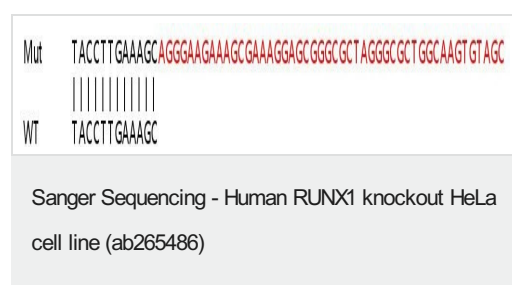 Mut TACCTTGAAAGCAGGGAAGAAAGCGAAAGGAGCGGGCGCTAGGGCGCTGGCAAGTGTAGC
||||||||||||
WT TACCTTGAAAGC
Sanger Sequencing - Human RUNX1 knockout HeLa
cell line (ab265486)